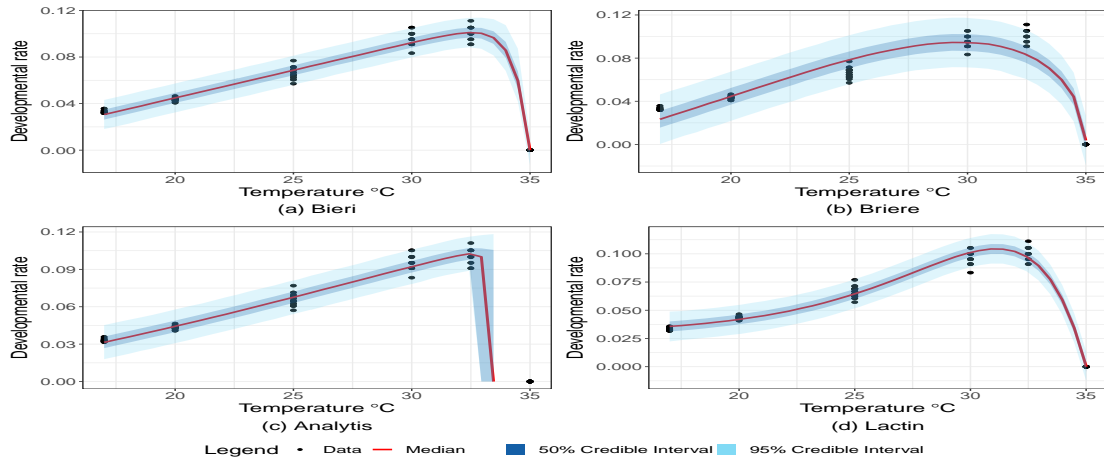 Developmental rate
0.12
0.08
0.04
0.00
20
25
30
35
Temperature °C
(a) Bieri
Developmental rate
0.12
0.08
0.04
0.00
20
25
30
35
Temperature °C
(b) Briere
Developmental rate
0.12
0.09
0.06
0.03
0.00
20
25
30
35
Temperature °C
(c) Analytis
Developmental rate
0.100
0.075
0.050
0.025
0.000
20
25
30
35
Temperature °C
(d) Lactin
Legend Data Median 50% Credible Interval 95% Credible Interval